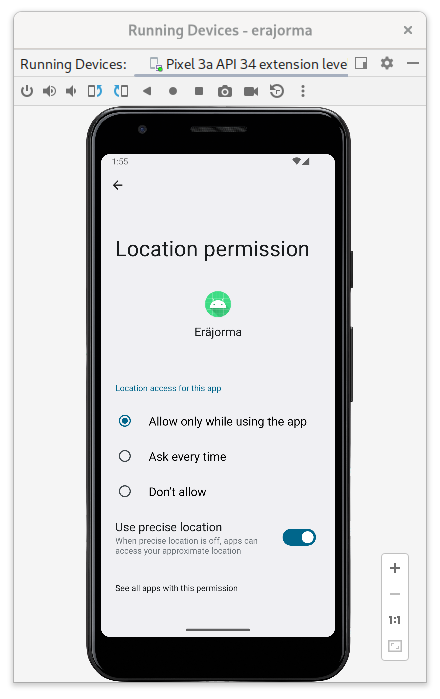 Running Devices - erajorma
Running Devices: Pixel 3a API 34 extension leve
1:55
Location permission
Eräjorma
Location access for this app
Allow only while using the app
Ask every time
Don't allow
Use precise location
When precise location is off, apps can
access your approximate location
See all apps with this permission
1:1